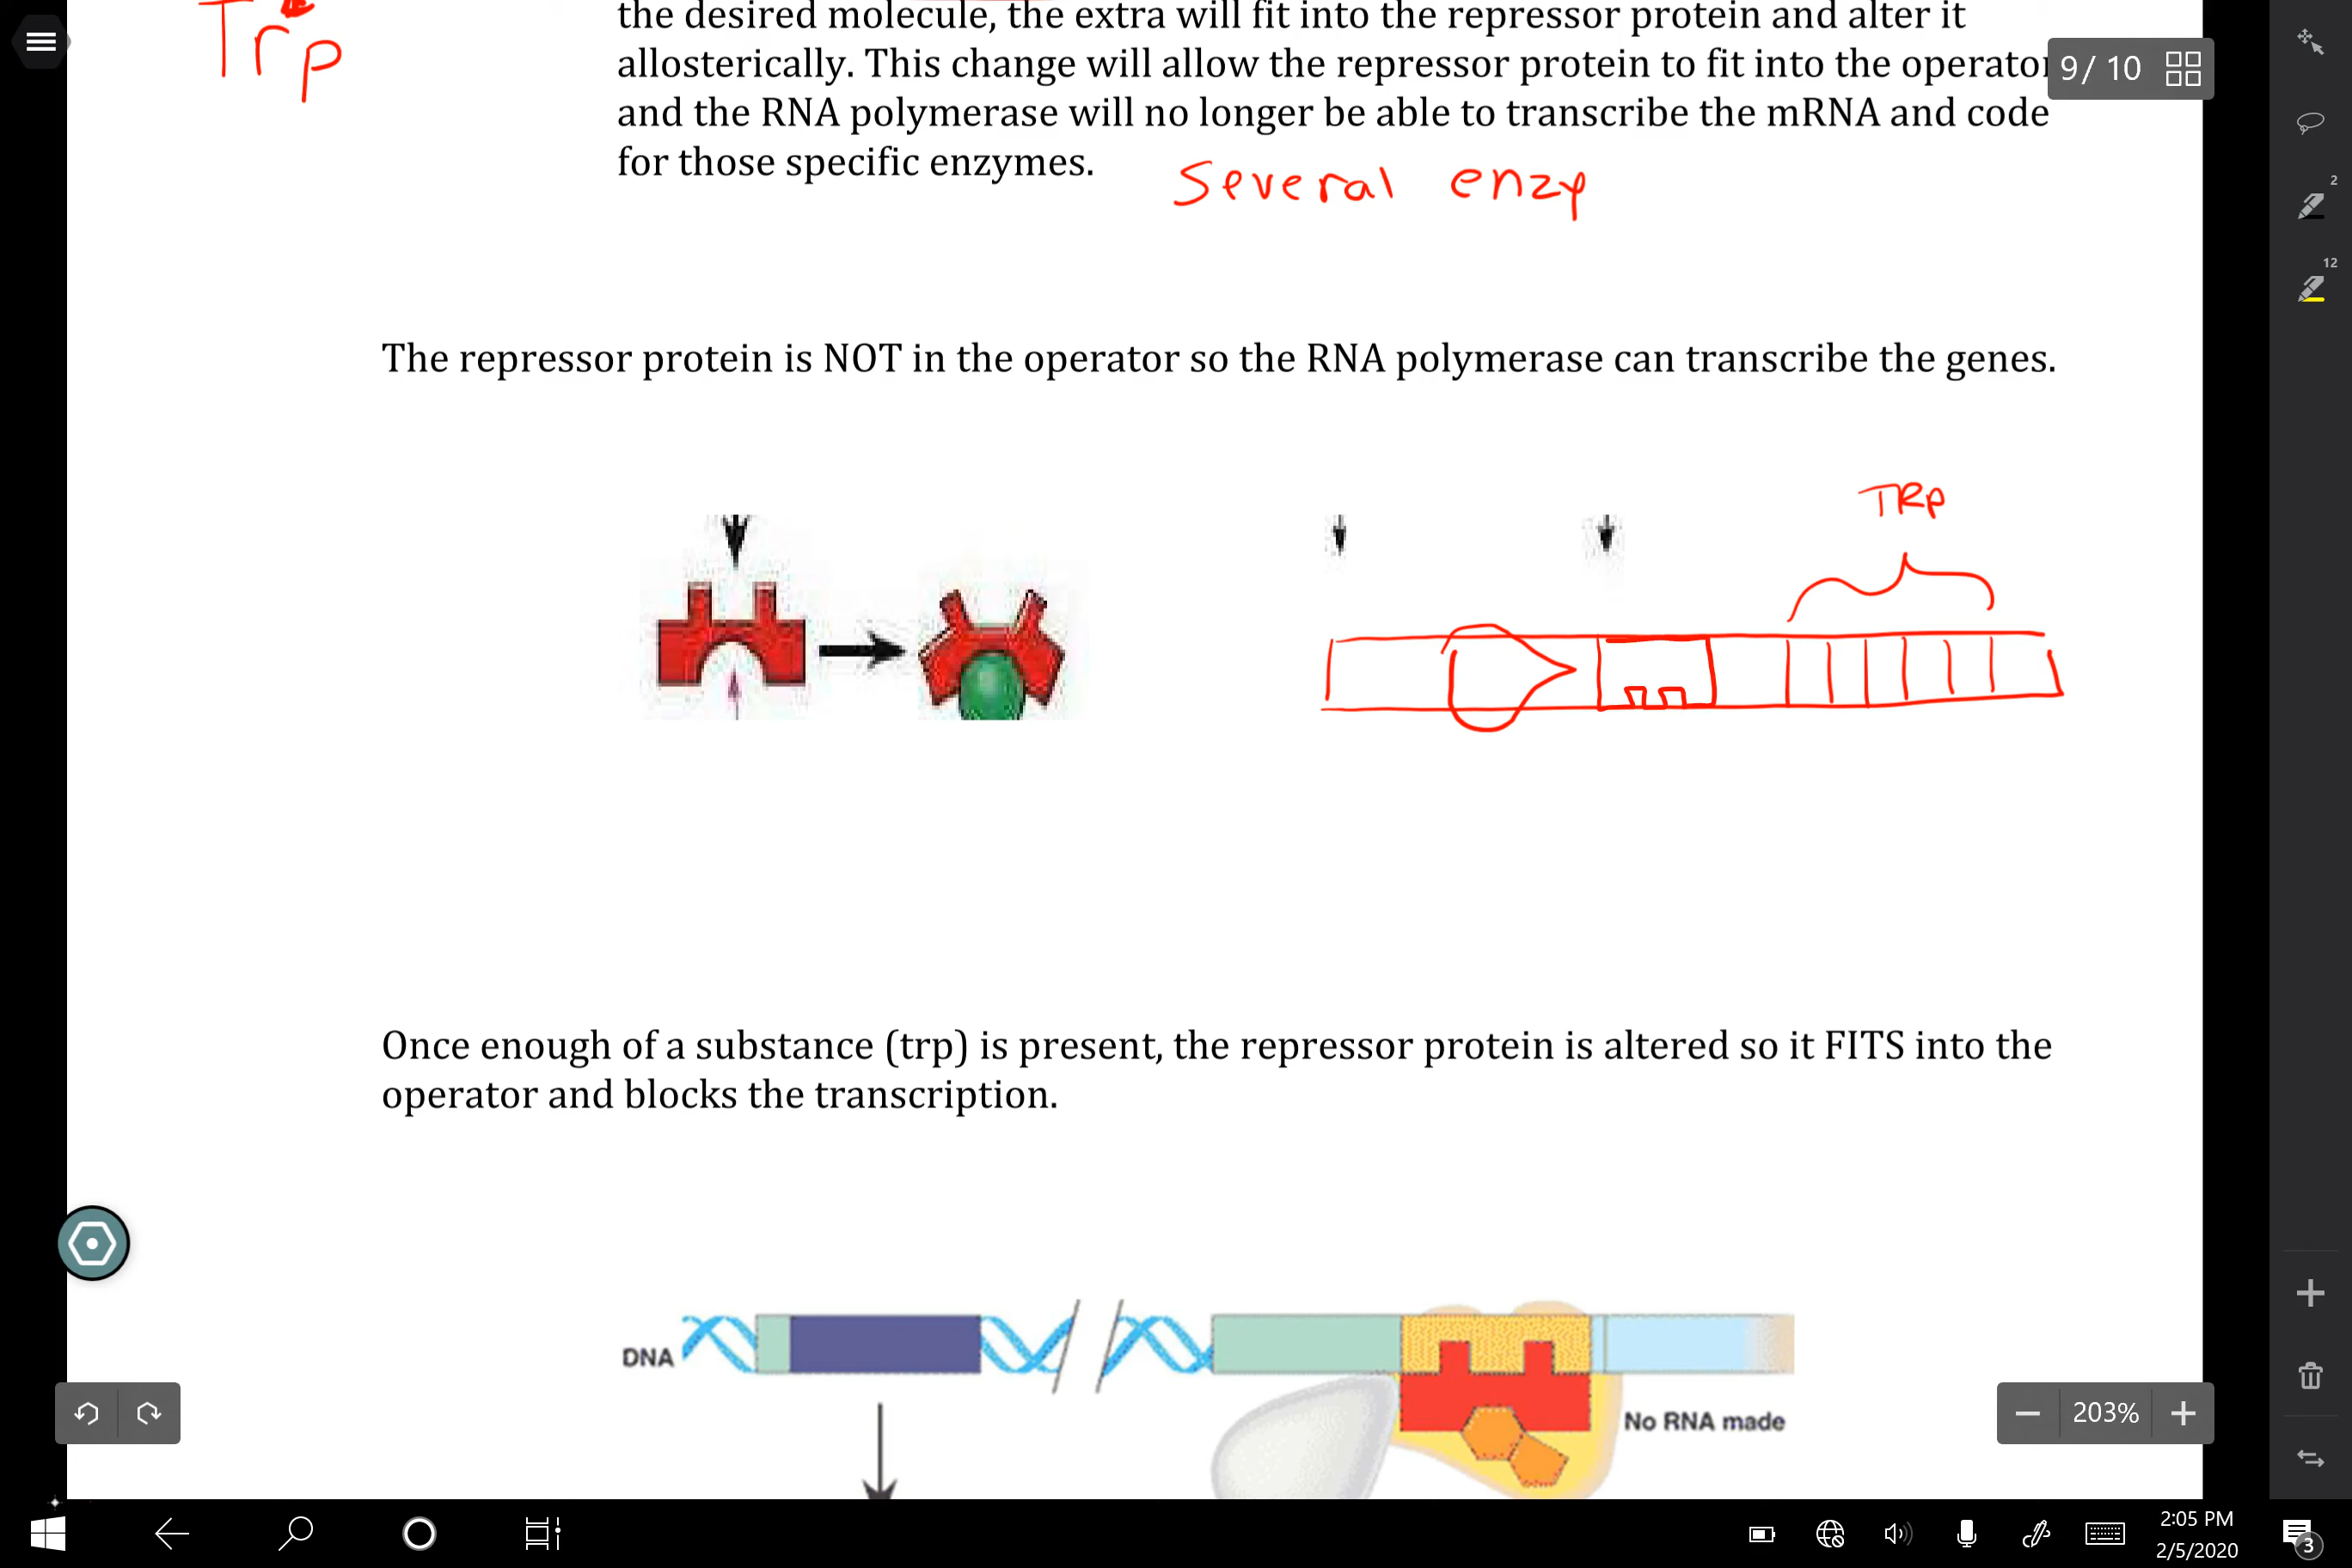 Trp
the desired molecule, the extra will fit into the repressor protein and alter it
allosterically. This change will allow the repressor protein to fit into the operator
9/ 10
and the RNA polymerase will no longer be able to transcribe the mRNA and code
for those specific enzymes.
Several enzy
2
12
The repressor protein is NOT in the operator so the RNA polymerase can transcribe the genes.
TRp
Once enough of a substance (trp) is present, the repressor protein is altered so it FITS into the
operator and blocks the transcription.
DNA
No RNA made
203%
2:05 PM
2/5/2020
3